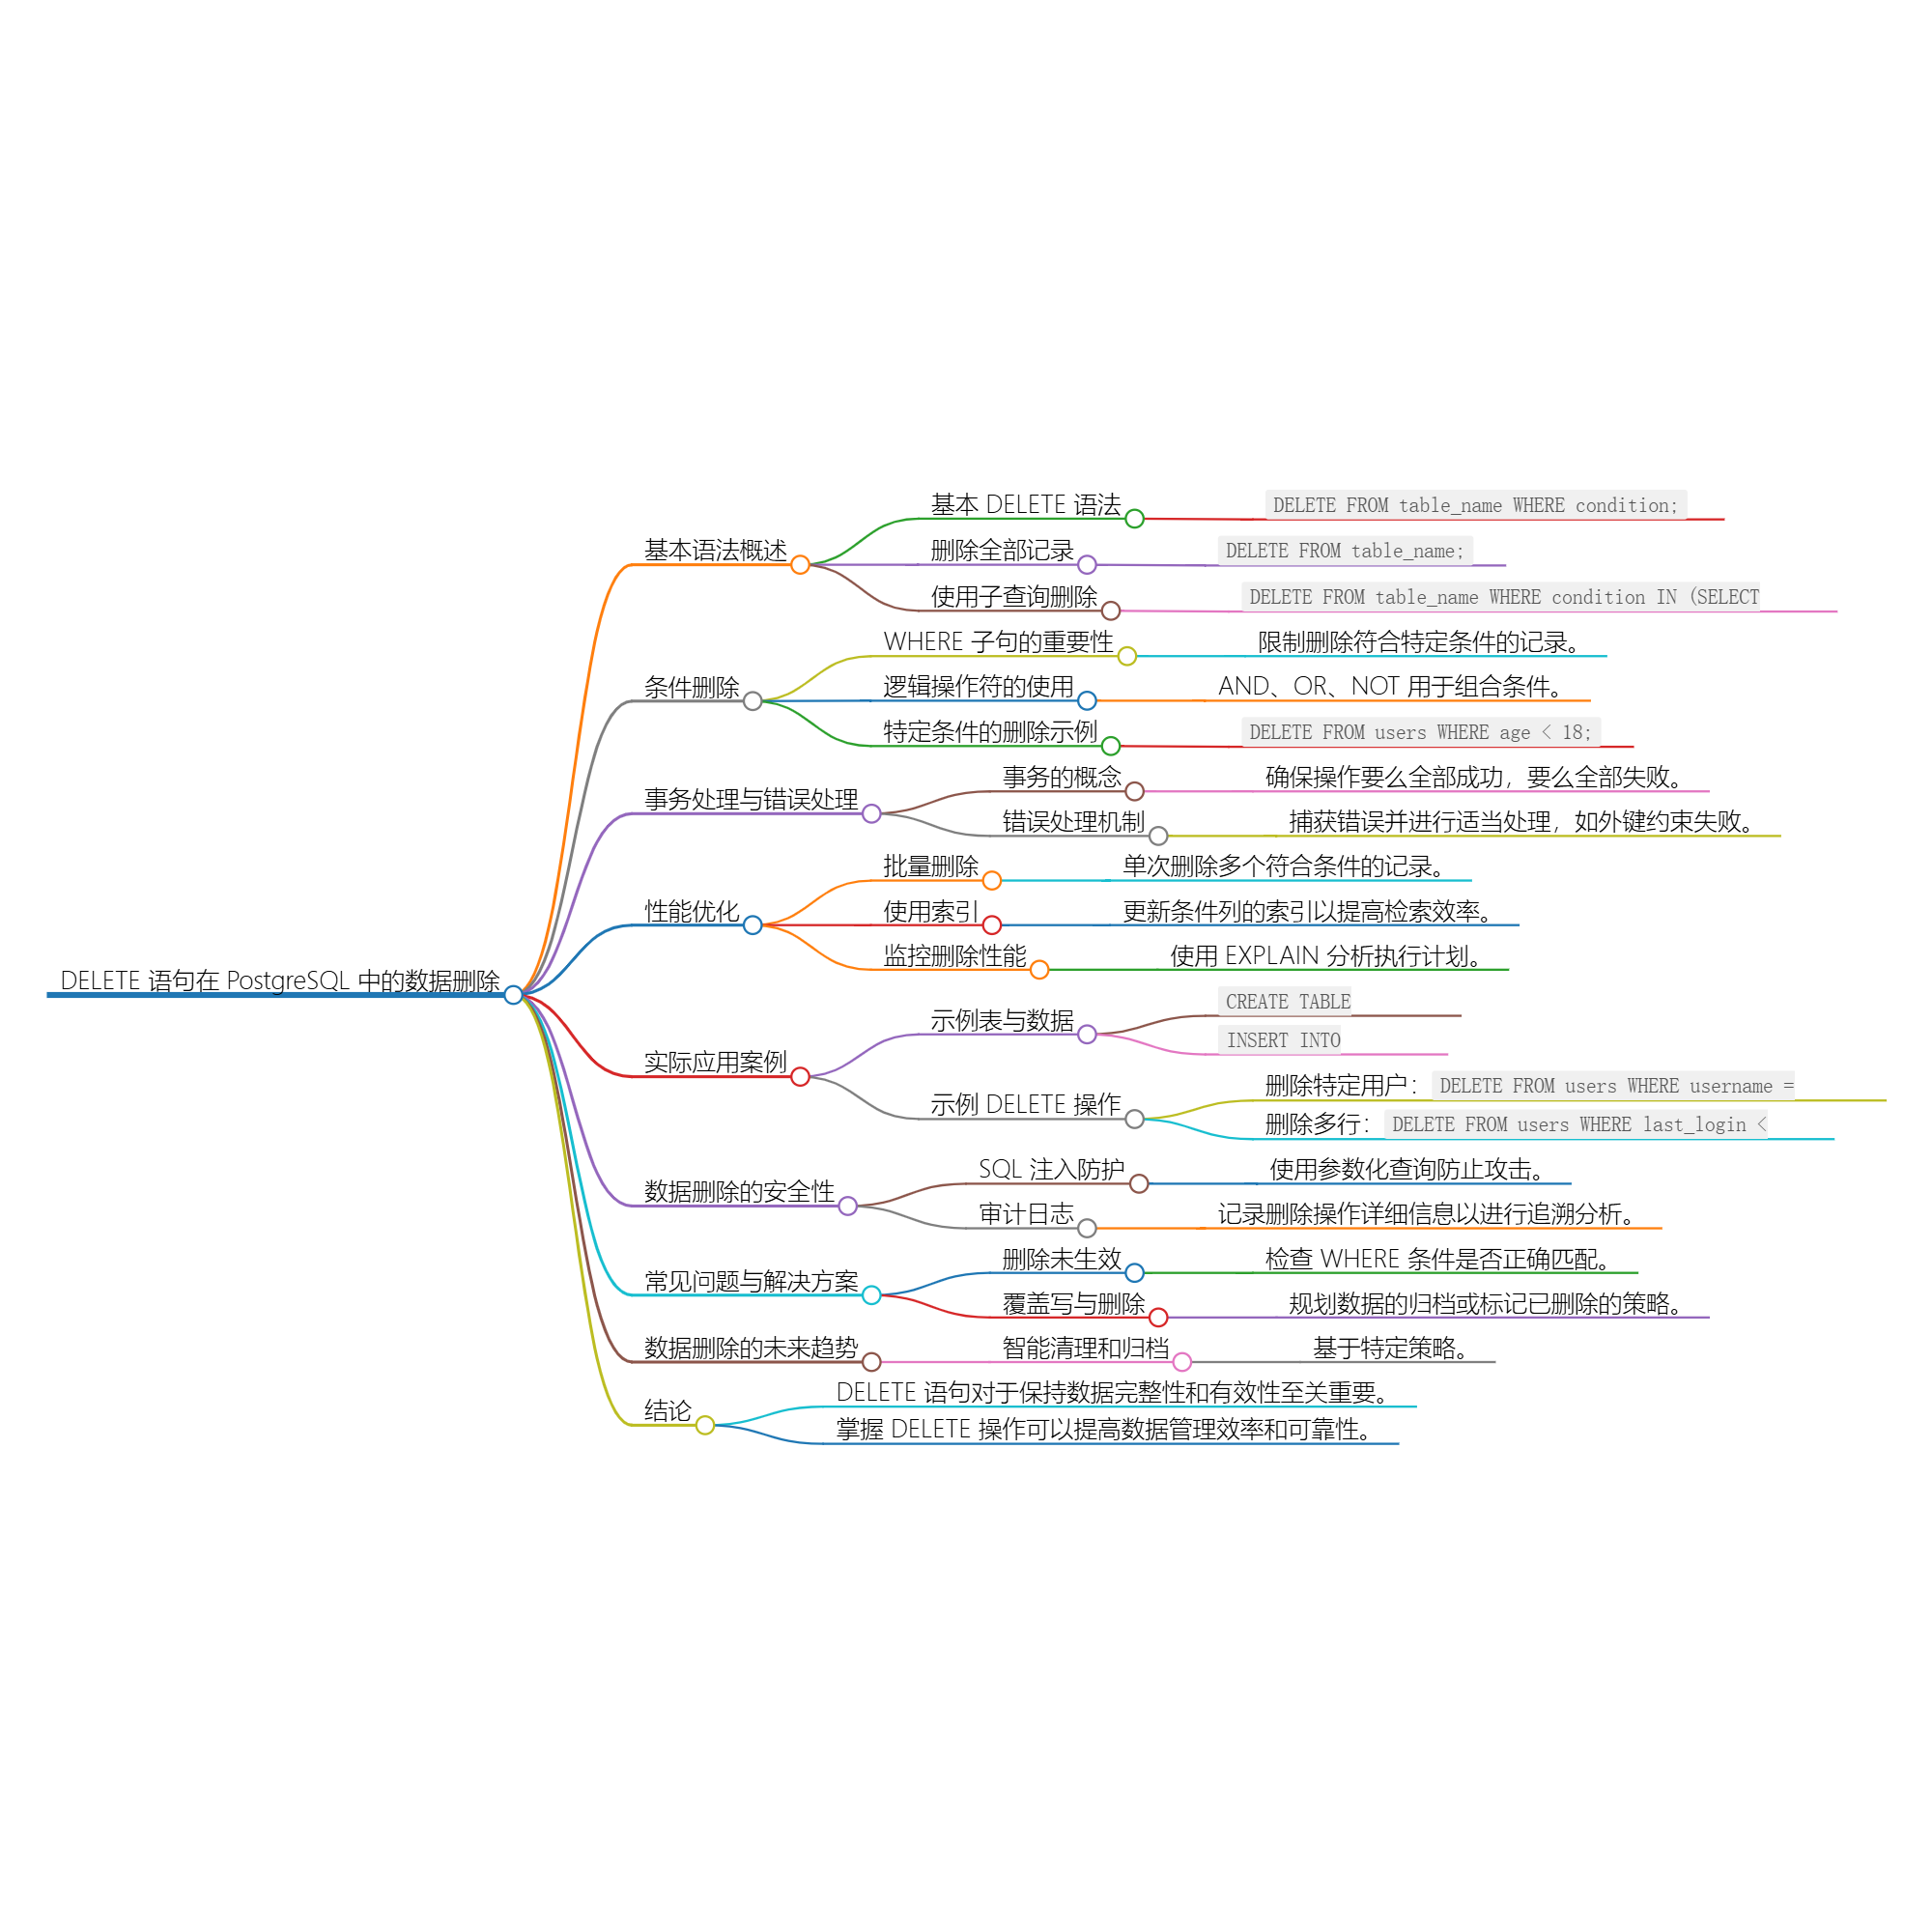 DELETE 语句在 PostgreSQL 中的数据删除
基本语法概述
基本 DELETE 语法
DELETE FROM table_name WHERE condition;
删除全部记录
DELETE FROM table_name;
使用子查询删除
DELETE FROM table_name WHERE condition IN (SELECT
条件删除
WHERE 子句的重要性
限制删除符合特定条件的记录。
逻辑操作符的使用
AND、OR、NOT 用于组合条件。
特定条件的删除示例
DELETE FROM users WHERE age < 18;
事务处理与错误处理
事务的概念
确保操作要么全部成功，要么全部失败。
错误处理机制
捕获错误并进行适当处理，如外键约束失败。
性能优化
批量删除
单次删除多个符合条件的记录。
使用索引
更新条件列的索引以提高检索效率。
监控删除性能
使用 EXPLAIN 分析执行计划。
实际应用案例
示例表与数据
CREATE TABLE
INSERT INTO
示例 DELETE 操作
删除特定用户：DELETE FROM users WHERE username =
删除多行：DELETE FROM users WHERE last_login <
数据删除的安全性
SQL 注入防护
使用参数化查询防止攻击。
审计日志
记录删除操作详细信息以进行追溯分析。
常见问题与解决方案
删除未生效
检查 WHERE 条件是否正确匹配。
覆盖写与删除
规划数据的归档或标记已删除的策略。
数据删除的未来趋势
智能清理和归档
基于特定策略。
结论
DELETE 语句对于保持数据完整性和有效性至关重要。
掌握 DELETE 操作可以提高数据管理效率和可靠性。